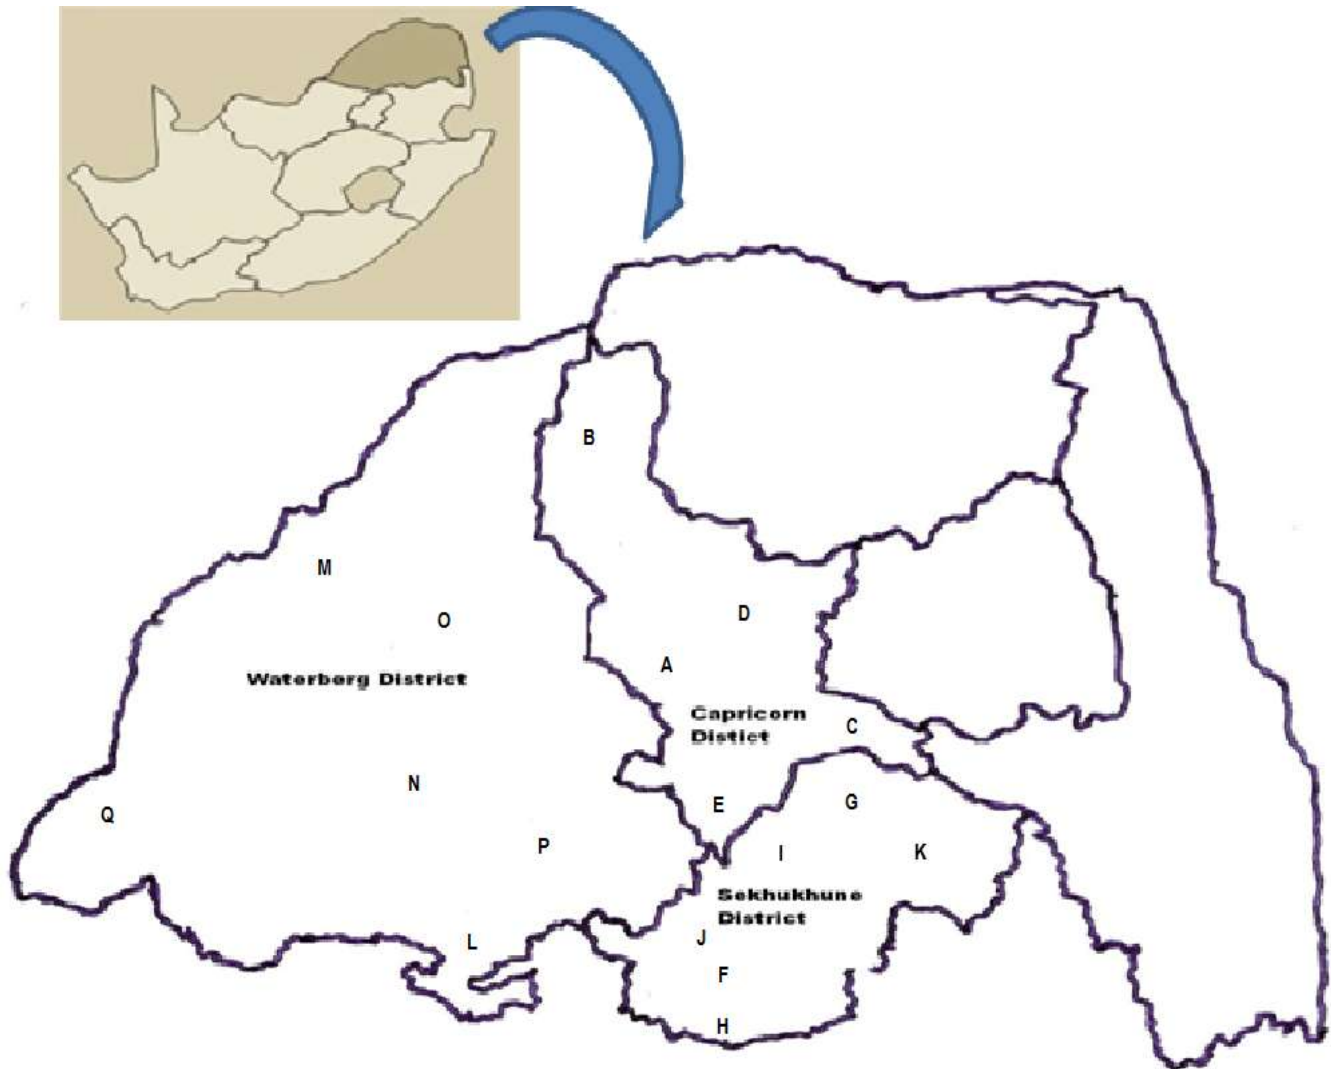 B
M
D
O
A
Waterberg District
Capricorn
Distict
C
N
E
G
Q
P
I
K
Sekhukhune
District
L
J
F
H